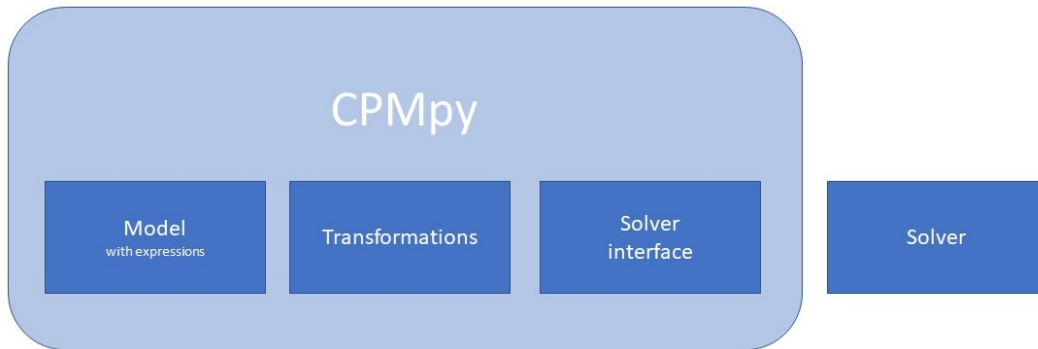 CPMpy
Model
with expressions
Transformations
Solver
interface
Solver